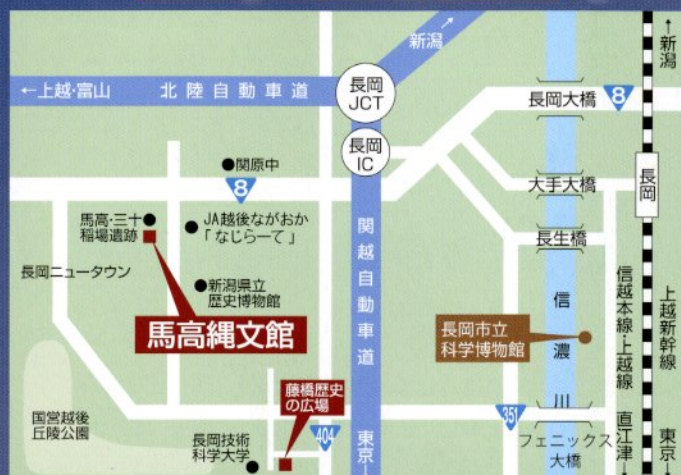 新潟
↑新潟
←上越・富山
北陸自動車道
長岡
JCT
長岡大橋
8
長岡
IC
関原中
8
大手大橋
長岡
馬高・三十
稲場遺跡
JA越後ながおか
「なじらーて」
長生橋
関越自動車道
長岡ニュータウン
新潟県立
歴史博物館
信濃川
信越本線・上越線
上越新幹線
馬高縄文館
長岡市立
科学博物館
藤橋歴史
の広場
351
国営越後
丘陵公園
長岡技術
科学大学
404
東京→
フェニックス
大橋
直江津
東京→